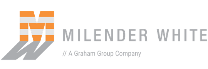 MILENDER WHITE
// A Graham Group Company